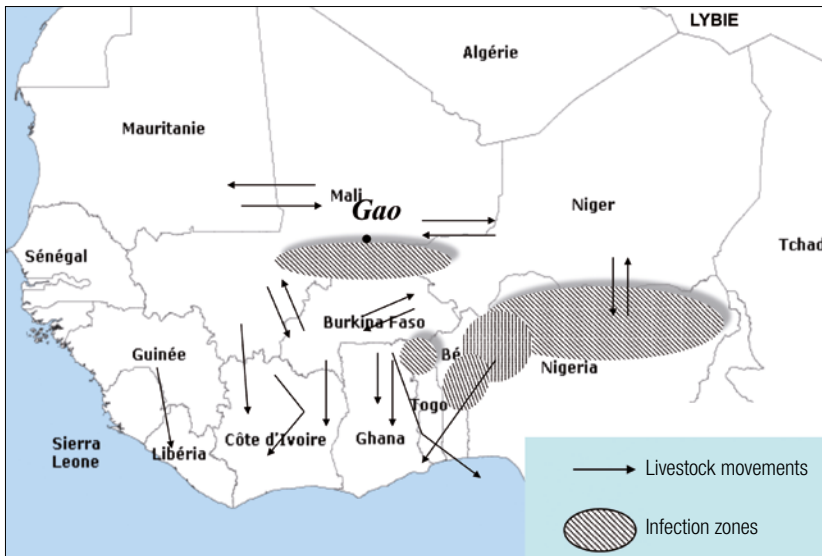 LYBIE
Algérie
Mauritanie
Mali
Gao
Niger
Tchad
Sénégal
Burkina Faso
Guinée
Bé
Nigeria
Togo
Sierra
Leone
Libéria
Côte d'Ivoire
Ghana
Livestock movements
Infection zones